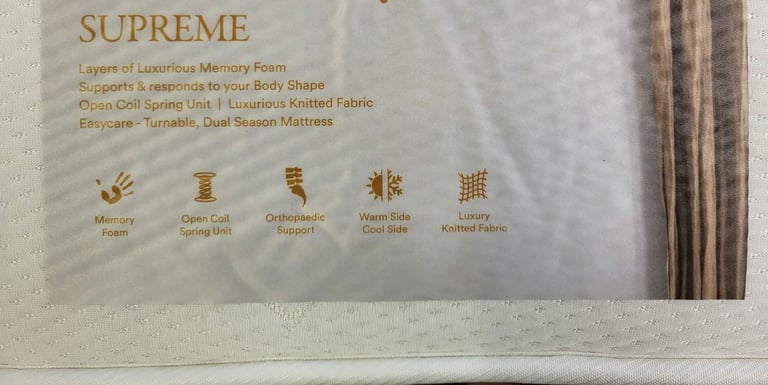 SUPREME
Layers of Luxurious Memory Foam
Supports & responds to your Body Shape
Open Coil Spring Unit | Luxurious Knitted Fabric
Easycare - Turnable, Dual Season Mattress
Memory
Foam
Open Coil
Spring Unit
Orthopaedic
Support
Warm Side
Cool Side
Luxury
Knitted Fabric